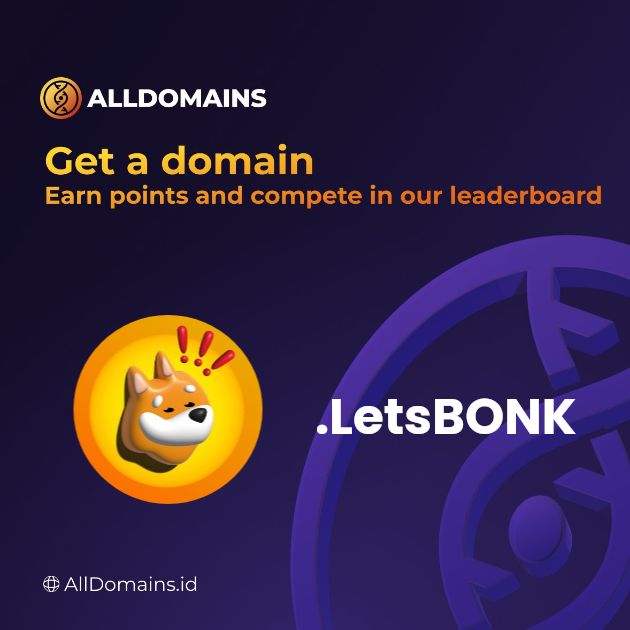 ALLDOMAINS
Get a domain
Earn points and compete in our leaderboard
!!!
.LetsBONK
AllDomains.id